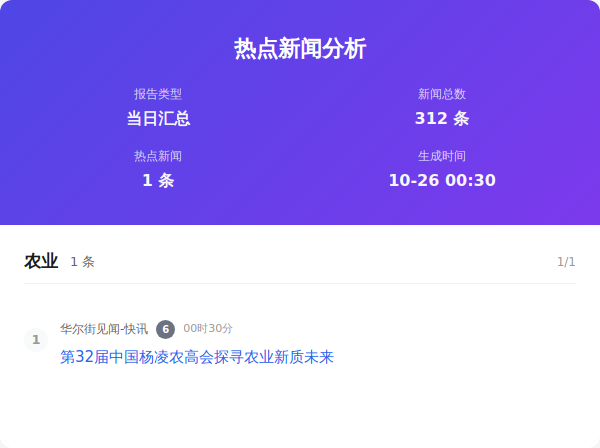 热点新闻分析
报告类型
新闻总数
当日汇总
312 条
热点新闻
生成时间
1 条
10-26 00:30
农业 1 条 1/1
1 华尔街见闻-快讯 6 00时30分
第32届中国杨凌农高会探寻农业新质未来